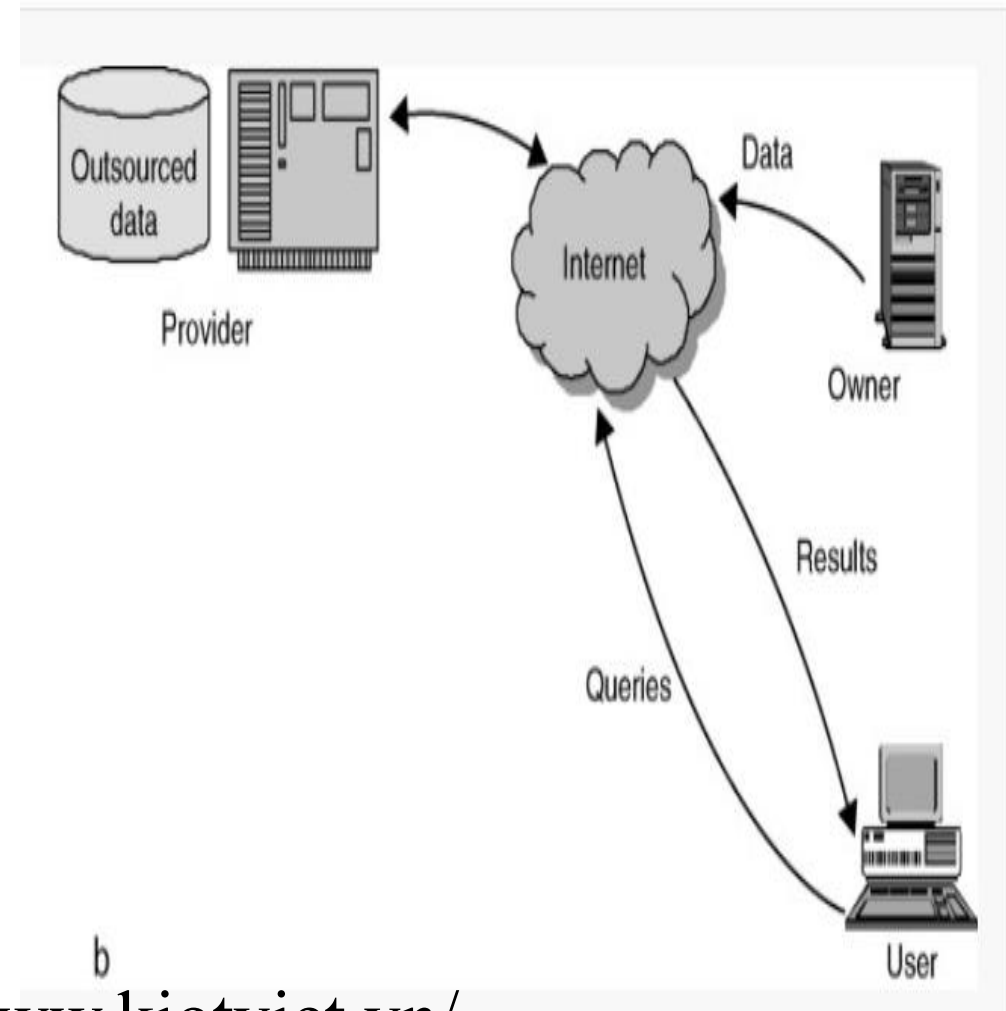 Outsourced
data
Provider
Internet
Data
Owner
Results
Queries
User
b